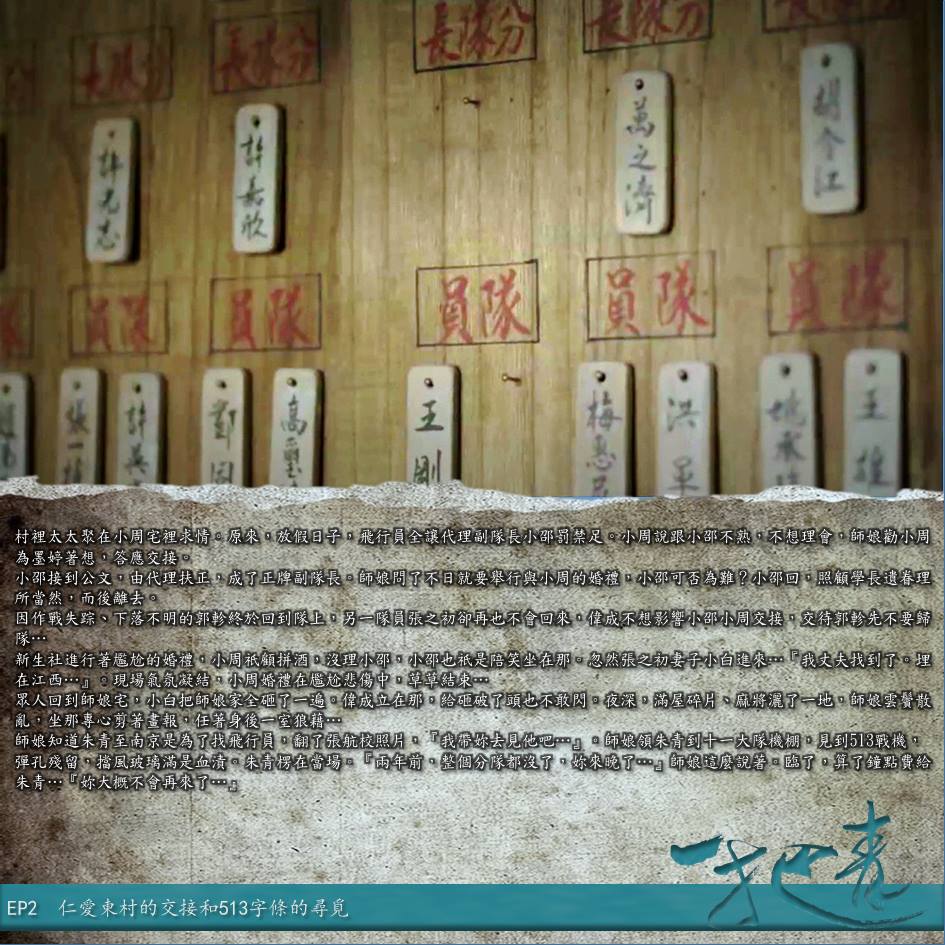 長隊分
長隊分
長隊分
長隊分
許志
許嘉欣
萬之濟
胡令江
員隊
員隊
員隊
員隊
員隊
張一
許英
鄧國
高
王剛
梅惠
洪平
姚承
王雄
村裡太太聚在小周宅裡求情。原來，放假日子，飛行員全讓代理副隊長小邵罰禁足。小周說跟小邵不熟，不想理會，師娘勸小周
為墨婷著想，答應交接。
小邵接到公文，由代理扶正，成了正牌副隊長。師娘問了不日就要舉行與小周的婚禮，小邵可否為難？小邵回，照顧學長遺眷理
所當然，而後離去。
因作戰失踪、下落不明的郭軫終於回到隊上，另一隊員張之初卻再也不會回來，偉成不想影響小邵小周交接，交待郭軫先不要歸
隊…
新生社進行著尷尬的婚禮，小周祇顧拼酒，沒理小邵，小邵也祇是陪笑坐在那。忽然張之初妻子小白進來…『我丈夫找到了。埋
在江西…』。現場氣氛凝結，小周婚禮在尷尬悲傷中，草草結束…
眾人回到師娘宅，小白把師娘家全砸了一遍。偉成立在那，給砸破了頭也不敢閃。夜深，滿屋碎片、麻將灑了一地，師娘雲鬢散
亂，坐那專心剪著畫報，任著身後一室狼籍…
師娘知道朱青至南京是為了找飛行員，翻了張航校照片，『我帶妳去見他吧…』。師娘領朱青到十一大隊機棚，見到513戰機，
彈孔殘留，擋風玻璃滿是血漬。朱青楞在當場。『兩年前，整個分隊都沒了，妳來晚了…』師娘這麼說著。臨了，算了鐘點費給
朱青…『妳大概不會再來了…』
一把青
EP2 仁愛東村的交接和513字條的尋覓